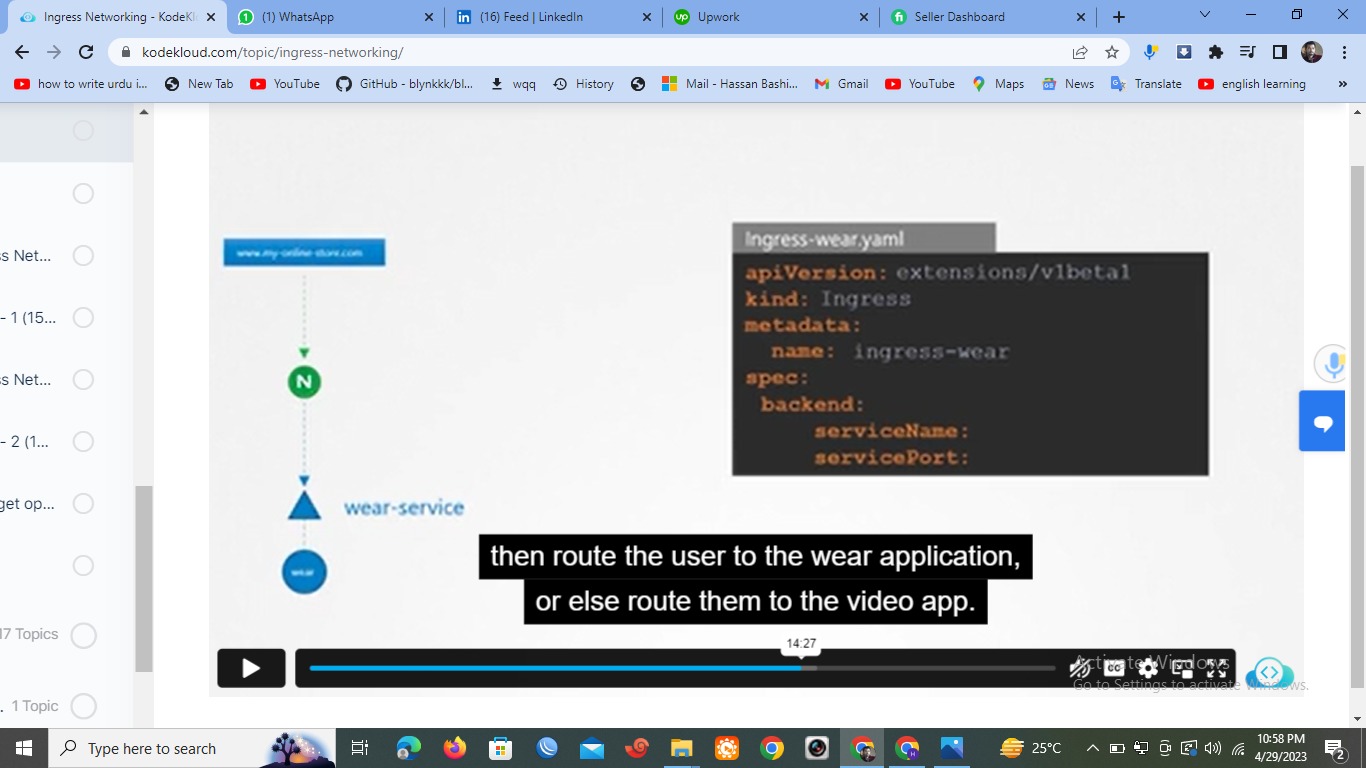 Ingress Networking - KodeKl
(1) WhatsApp
(16) Feed | LinkedIn
Upwork
Seller Dashboard
kodekloud.com/topic/ingress-networking/
how to write urdu i...
New Tab
YouTube
GitHub - blynkkk/bl...
wqq
History
Mail - Hassan Bashi...
Gmail
YouTube
Maps
News
Translate
english learning
»
ss Net...
- 1 (15...
ss Net...
- 2 (1...
get op...
17 Topics
. 1 Topic
www.my-online-store.com
N
wear-service
wear
Ingress-wear.yaml
apiVersion: extensions/v1beta1
kind: Ingress
metadata:
name: ingress-wear
spec:
backend:
serviceName:
servicePort:
then route the user to the wear application,
or else route them to the video app.
14:27
CC
Activate Windows
Go to Settings to activate Windows.
Type here to search
25°C
10:58 PM
4/29/2023
2